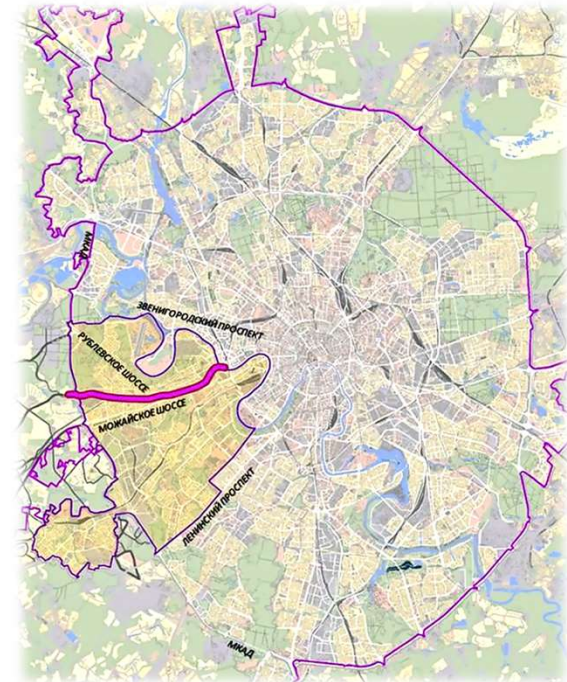 МКАД
ЗВЕНИГОРОДСКИЙ ПРОСПЕКТ
РУБЛЕВСКОЕ ШОССЕ
МОЖАЙСКОЕ ШОССЕ
ЛЕНИНСКИЙ ПРОСПЕКТ
МКАД